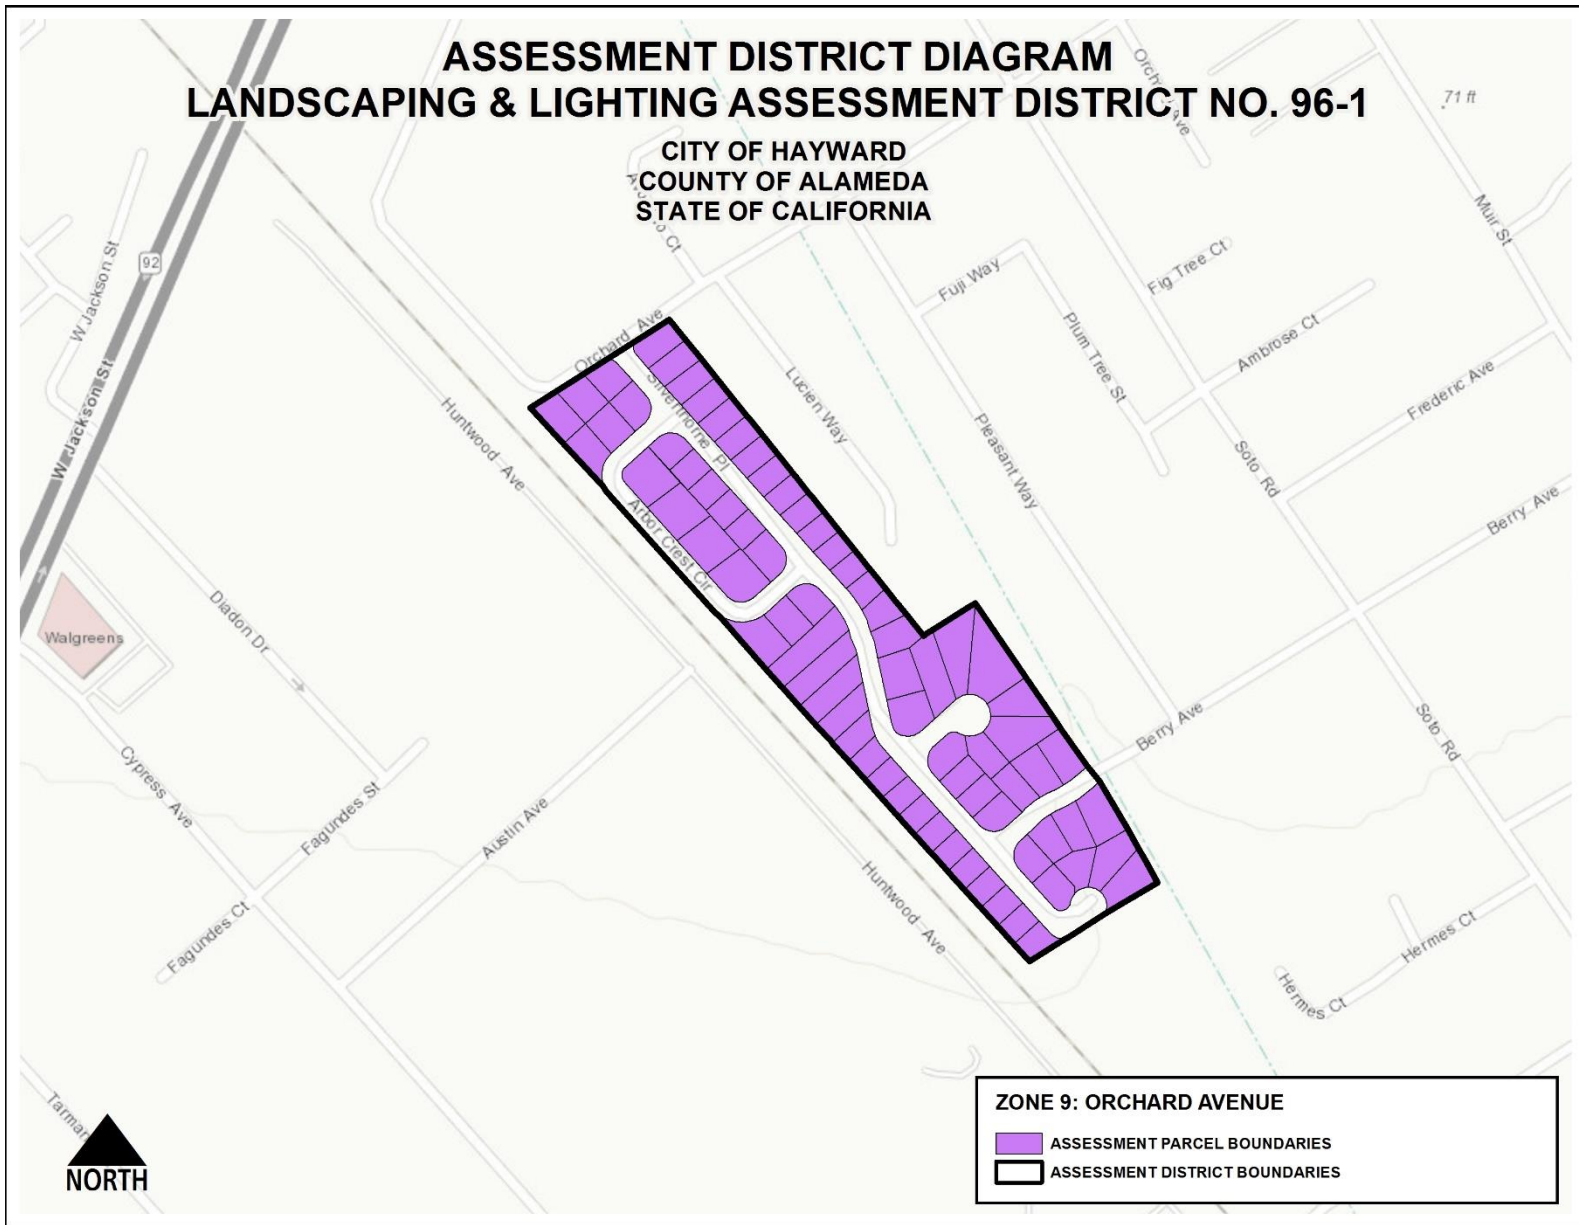 ASSESSMENT DISTRICT DIAGRAM
LANDSCAPING & LIGHTING ASSESSMENT DISTRICT NO. 96-1
CITY OF HAYWARD
COUNTY OF ALAMEDA
STATE OF CALIFORNIA
71 ft
Muir St
W Jackson St
92
Fuji Way
Fig Tree Ct
Orchard Ave
Plum Tree St
Ambrose Ct
W Jackson St
Silverthorne Pl
Lucien Way
Frederic Ave
Huntwood Ave
Pleasant Way
Soto Rd
Berry Ave
Arbor Crest Cir
Walgreens
Diadon Dr
Berry Ave
Soto Rd
Cypress Ave
Fagundes St
Austin Ave
Huntwood Ave
Fagundes Ct
Hermes Ct
Hermes Ct
NORTH
ZONE 9: ORCHARD AVENUE
ASSESSMENT PARCEL BOUNDARIES
ASSESSMENT DISTRICT BOUNDARIES